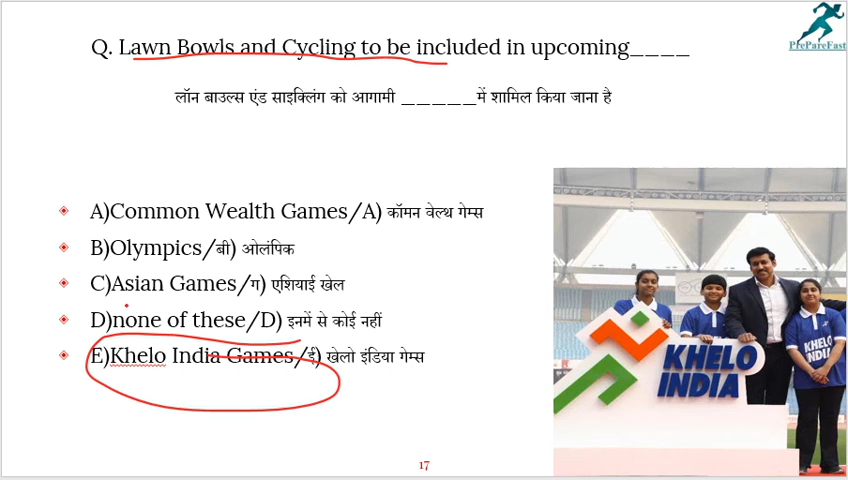 PrePareFast
Q. Lawn Bowls and Cycling to be included in upcoming____
लॉन बाउल्स एंड साइक्लिंग को आगामी _____में शामिल किया जाना है
A)Common Wealth Games/A) कॉमन वेल्थ गेम्स
B)Olympics/बी) ओलंपिक
C)Asian Games/ग) एशियाई खेल
D)none of these/D) इनमें से कोई नहीं
E)Khelo India Games/ई) खेलो इंडिया गेम्स
KHELO
INDIA
KHELO
INDIA
17